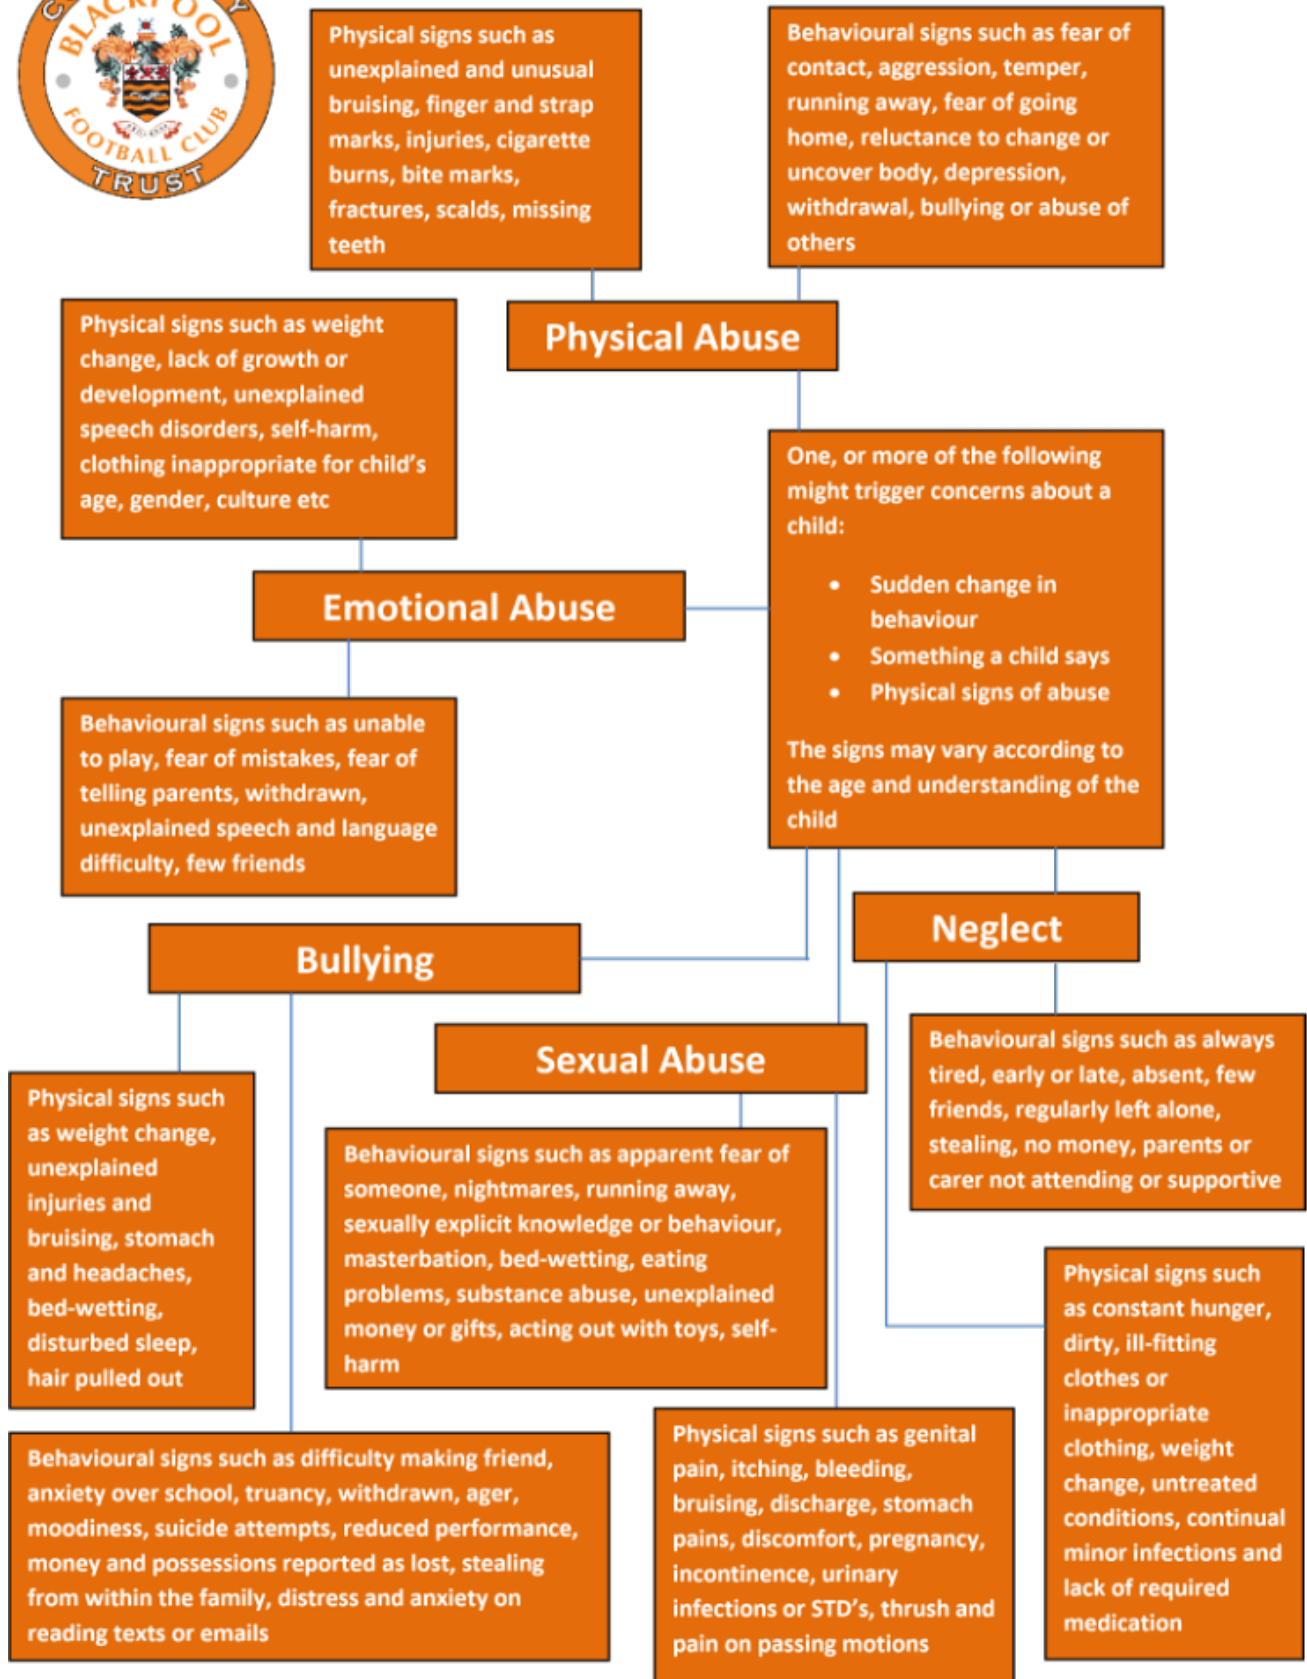 BLACKPOOL
FOOTBALL CLUB
TRUST
Physical signs such as
unexplained and unusual
bruising, finger and strap
marks, injuries, cigarette
burns, bite marks,
fractures, scalds, missing
teeth
Behavioural signs such as fear of
contact, aggression, temper,
running away, fear of going
home, reluctance to change or
uncover body, depression,
withdrawal, bullying or abuse of
others
Physical Abuse
Physical signs such as weight
change, lack of growth or
development, unexplained
speech disorders, self-harm,
clothing inappropriate for child's
age, gender, culture etc
One, or more of the following
might trigger concerns about a
child:
• Sudden change in
behaviour
• Something a child says
• Physical signs of abuse
The signs may vary according to
the age and understanding of the
child
Emotional Abuse
Behavioural signs such as unable
to play, fear of mistakes, fear of
telling parents, withdrawn,
unexplained speech and language
difficulty, few friends
Neglect
Bullying
Sexual Abuse
Behavioural signs such as always
tired, early or late, absent, few
friends, regularly left alone,
stealing, no money, parents or
carer not attending or supportive
Physical signs such
as weight change,
unexplained
injuries and
bruising, stomach
and headaches,
bed-wetting,
disturbed sleep,
hair pulled out
Behavioural signs such as apparent fear of
someone, nightmares, running away,
sexually explicit knowledge or behaviour,
masterbation, bed-wetting, eating
problems, substance abuse, unexplained
money or gifts, acting out with toys, self-
harm
Physical signs such
as constant hunger,
dirty, ill-fitting
clothes or
inappropriate
clothing, weight
change, untreated
conditions, continual
minor infections and
lack of required
medication
Behavioural signs such as difficulty making friend,
anxiety over school, truancy, withdrawn, ager,
moodiness, suicide attempts, reduced performance,
money and possessions reported as lost, stealing
from within the family, distress and anxiety on
reading texts or emails
Physical signs such as genital
pain, itching, bleeding,
bruising, discharge, stomach
pains, discomfort, pregnancy,
incontinence, urinary
infections or STD's, thrush and
pain on passing motions